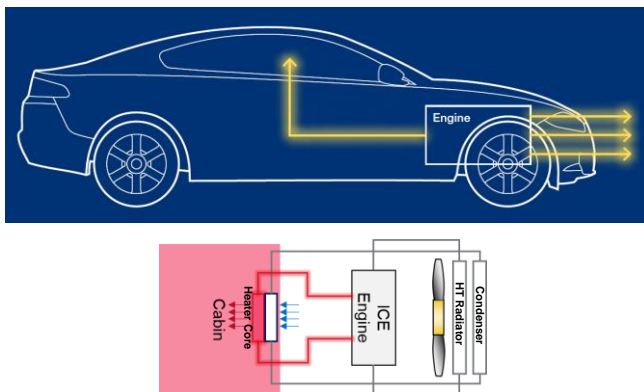 Engine
Cabin
Heater Core
ICE
Engine
HT Radiator
Condenser